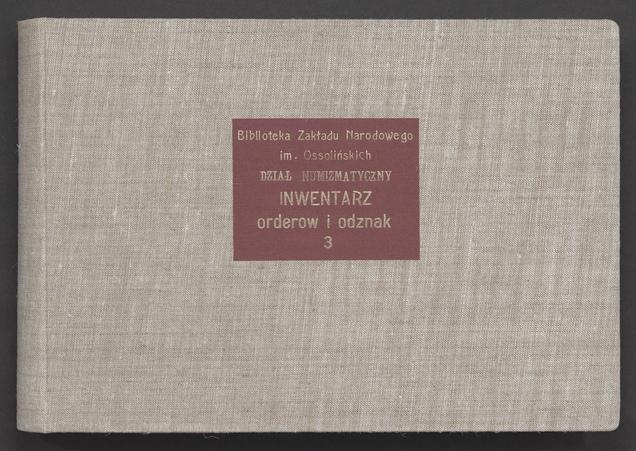 Biblioteka Zakładu Narodowego
im. Ossolińskich
DZIAŁ NUMIZMATYCZNY
INWENTARZ
orderow i odznak
3